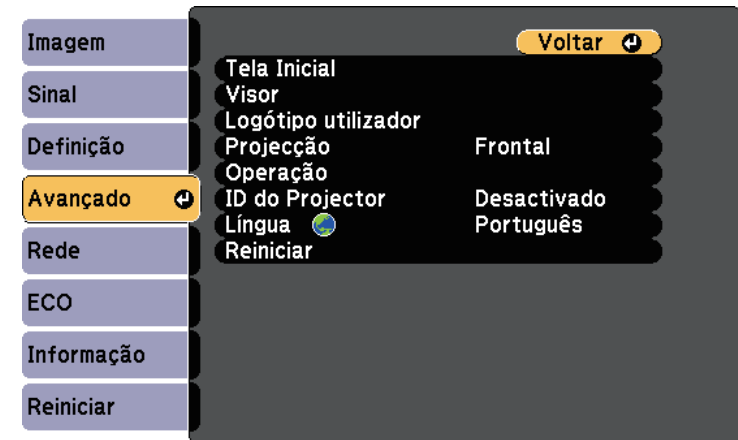 Imagem
Sinal
Definição
Avançado
Rede
ECO
Informação
Reiniciar
Voltar
Tela Inicial
Visor
Logótipo utilizador
Projecção Frontal
Operação
ID do Projector Desactivado
Língua Português
Reiniciar